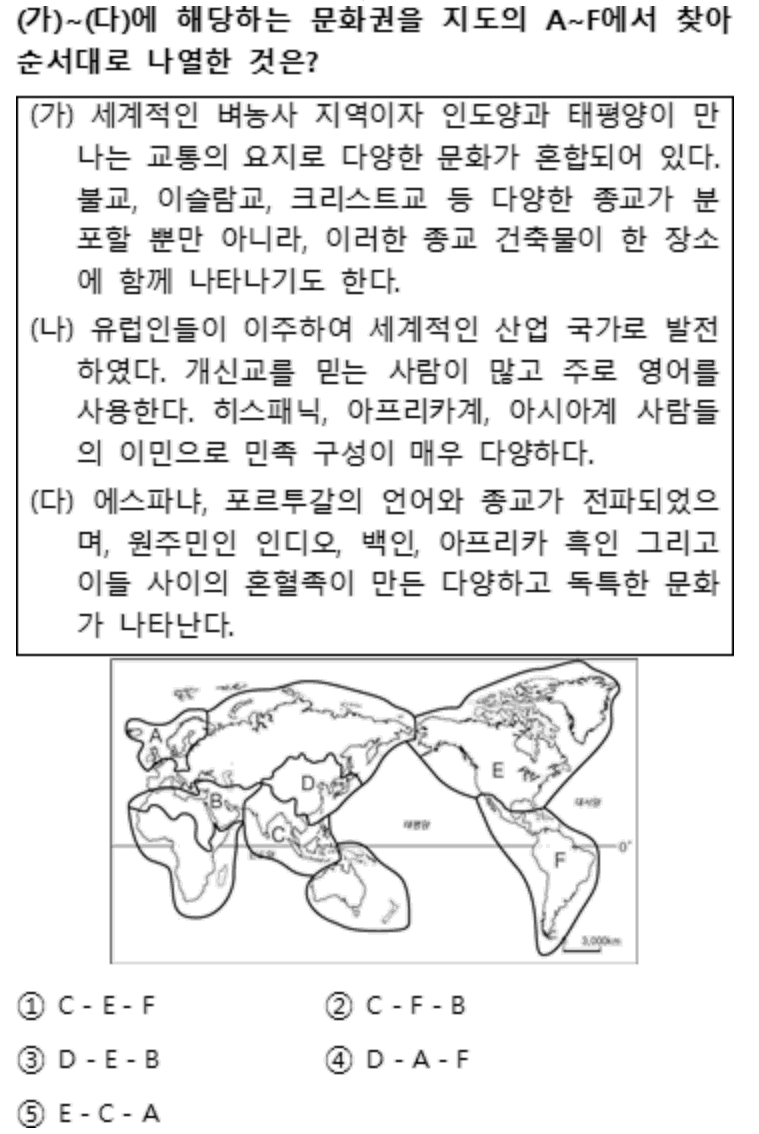 (가)~(다)에 해당하는 문화권을 지도의 A~F에서 찾아
순서대로 나열한 것은?
(가) 세계적인 벼농사 지역이자 인도양과 태평양이 만
나는 교통의 요지로 다양한 문화가 혼합되어 있다.
불교, 이슬람교, 크리스트교 등 다양한 종교가 분
포할 뿐만 아니라, 이러한 종교 건축물이 한 장소
에 함께 나타나기도 한다.
(나) 유럽인들이 이주하여 세계적인 산업 국가로 발전
하였다. 개신교를 믿는 사람이 많고 주로 영어를
사용한다. 히스패닉, 아프리카계, 아시아계 사람들
의 이민으로 민족 구성이 매우 다양하다.
(다) 에스파냐, 포르투갈의 언어와 종교가 전파되었으
며, 원주민인 인디오, 백인, 아프리카 흑인 그리고
이들 사이의 혼혈족이 만든 다양하고 독특한 문화
가 나타난다.
A
E
D
B
대서양
태평양
C
0°
F
3,000km
① C - E - F ② C - F - B
③ D - E - B ④ D - A - F
⑤ E - C - A